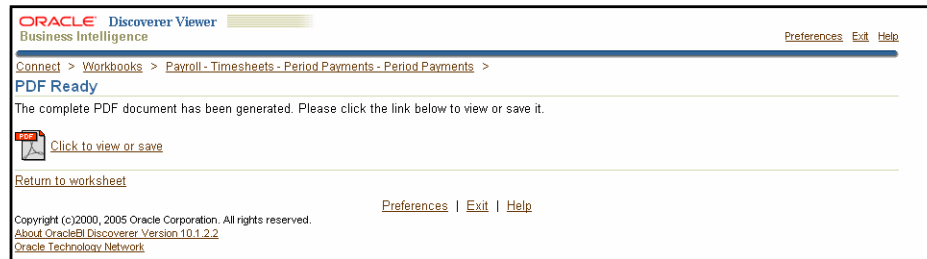 ORACLE Discoverer Viewer
Business Intelligence
Preferences Exit Help
Connect > Workbooks > Payroll - Timesheets - Period Payments - Period Payments >
PDF Ready
The complete PDF document has been generated. Please click the link below to view or save it.
PDF
Click to view or save
Return to worksheet
Preferences | Exit | Help
Copyright (c)2000, 2005 Oracle Corporation. All rights reserved.
About OracleBI Discoverer Version 10.1.2.2
Oracle Technology Network